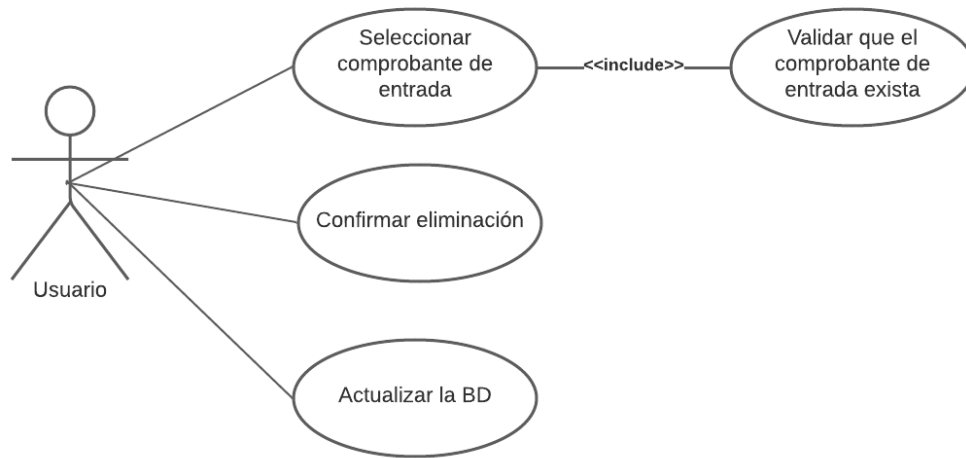 Seleccionar
comprobante de
entrada
<<include>>
Validar que el
comprobante de
entrada exista
Confirmar eliminación
Usuario
Actualizar la BD